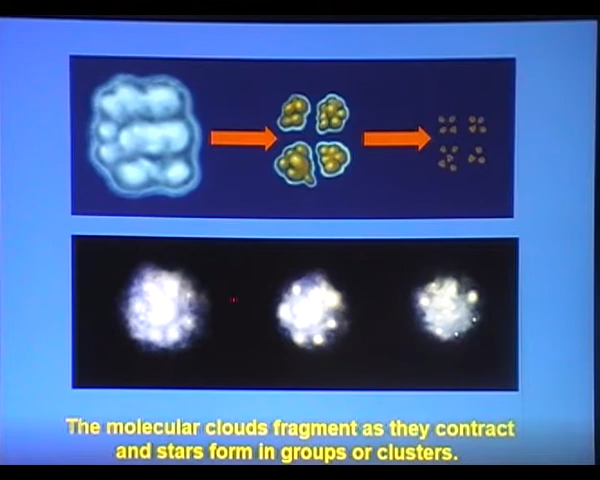 The molecular clouds fragment as they contract
and stars form in groups or clusters.